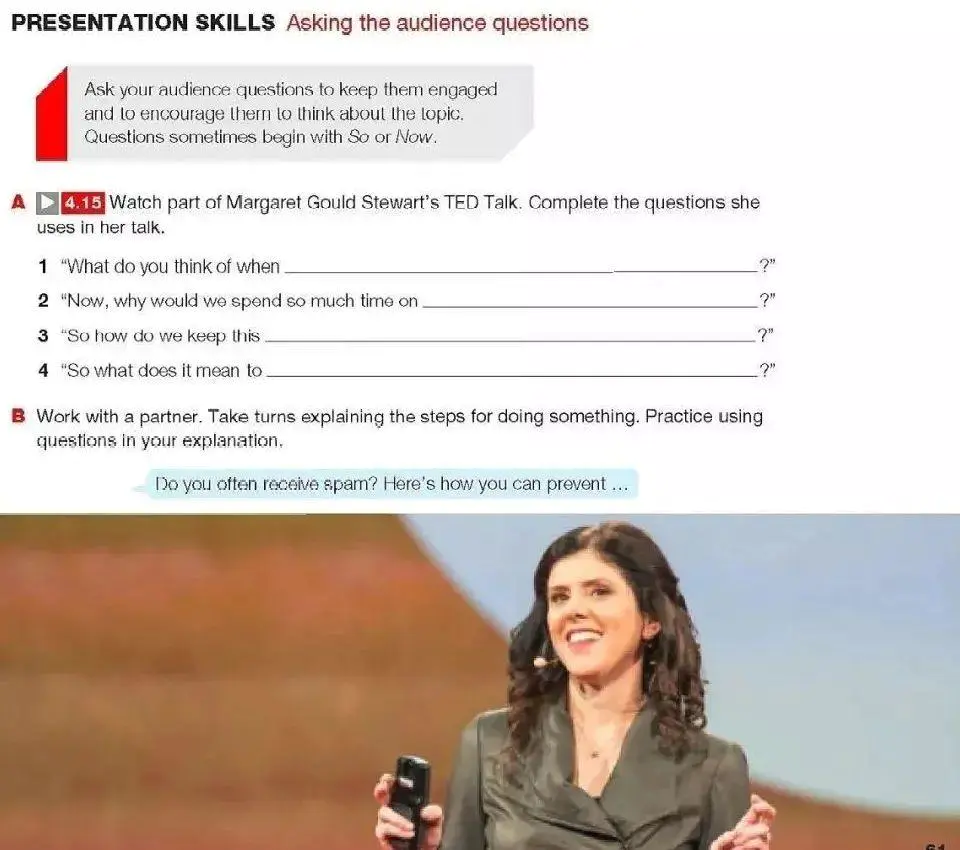 PRESENTATION SKILLS Asking the audience questions
Ask your audience questions to keep them engaged
and to encourage them to think about the topic.
Questions sometimes begin with So or Now.
A 4.15 Watch part of Margaret Gould Stewart's TED Talk. Complete the questions she
uses in her talk.
1 "What do you think of when ?"
2 "Now, why would we spend so much time on ?"
3 "So how do we keep this ?"
4 "So what does it mean to ?"
B Work with a partner. Take turns explaining the steps for doing something. Practice using
questions in your explanation.
Do you often receive spam? Here's how you can prevent ...